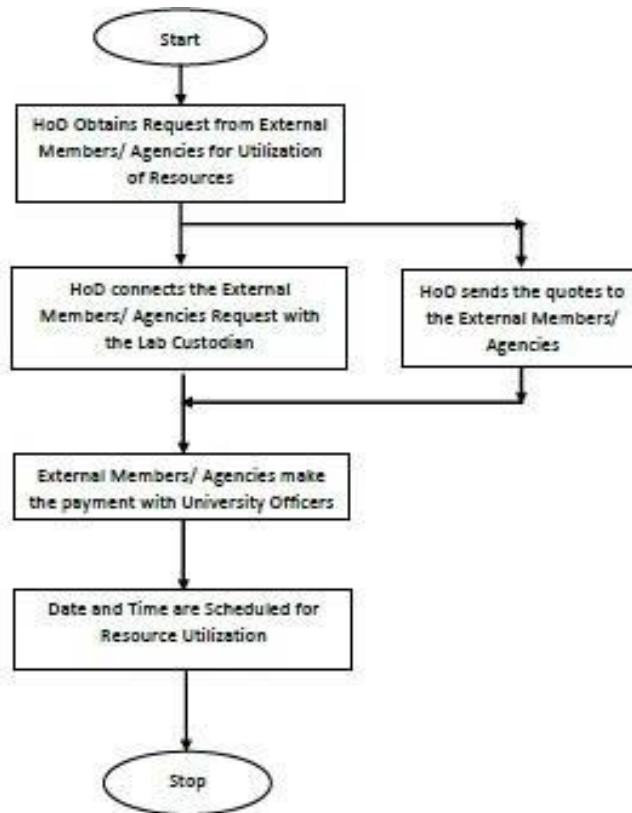 Start
HoD Obtains Request from External
Members/ Agencies for Utilization
of Resources
HoD connects the External
Members/ Agencies Request with
the Lab Custodian
HoD sends the quotes to
the External Members/
Agencies
External Members/ Agencies make
the payment with University Officers
Date and Time are Scheduled for
Resource Utilization
Stop